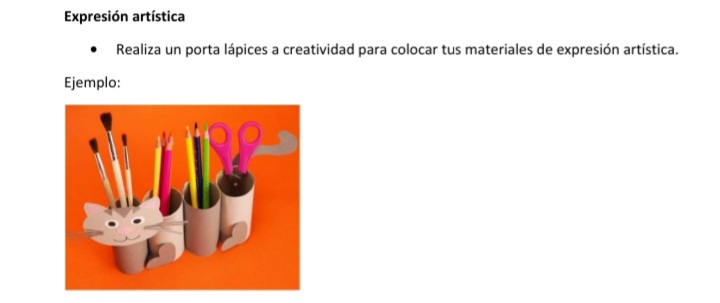 Expresión artística
• Realiza un porta lápices a creatividad para colocar tus materiales de expresión artística.
Ejemplo: